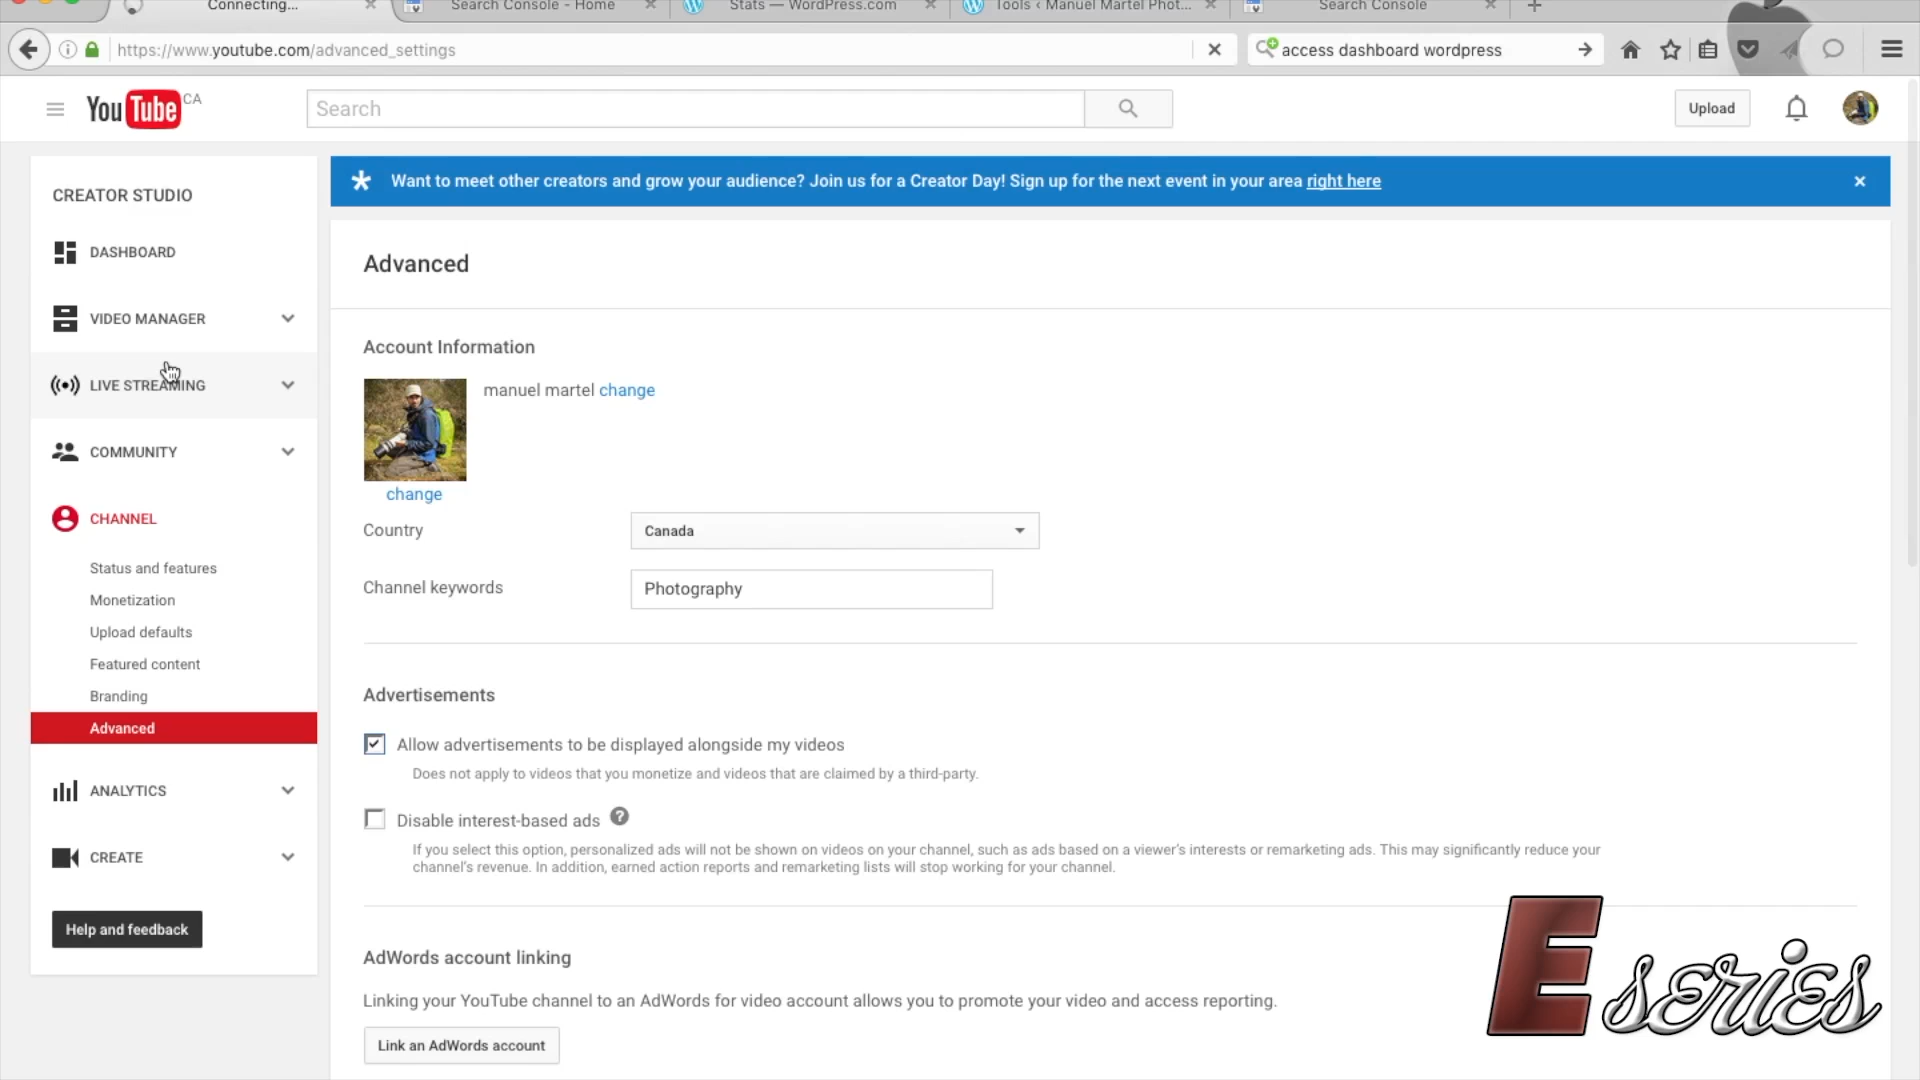 Connecting...
Search Console - Home
Stats — WordPress.com
Tools ‹ Manuel Martel Phot...
Search Console
https://www.youtube.com/advanced_settings
access dashboard wordpress
YouTube CA
Search
Upload
CREATOR STUDIO
DASHBOARD
VIDEO MANAGER
LIVE STREAMING
COMMUNITY
CHANNEL
Status and features
Monetization
Upload defaults
Featured content
Branding
Advanced
ANALYTICS
CREATE
Help and feedback
Want to meet other creators and grow your audience? Join us for a Creator Day! Sign up for the next event in your area right here
Advanced
Account Information
manuel martel change
change
Country
Canada
Channel keywords
Photography
Advertisements
Allow advertisements to be displayed alongside my videos
Does not apply to videos that you monetize and videos that are claimed by a third-party.
Disable interest-based ads
If you select this option, personalized ads will not be shown on videos on your channel, such as ads based on a viewer's interests or remarketing ads. This may significantly reduce your
channel's revenue. In addition, earned action reports and remarketing lists will stop working for your channel.
AdWords account linking
Linking your YouTube channel to an AdWords for video account allows you to promote your video and access reporting.
Link an AdWords account
E series